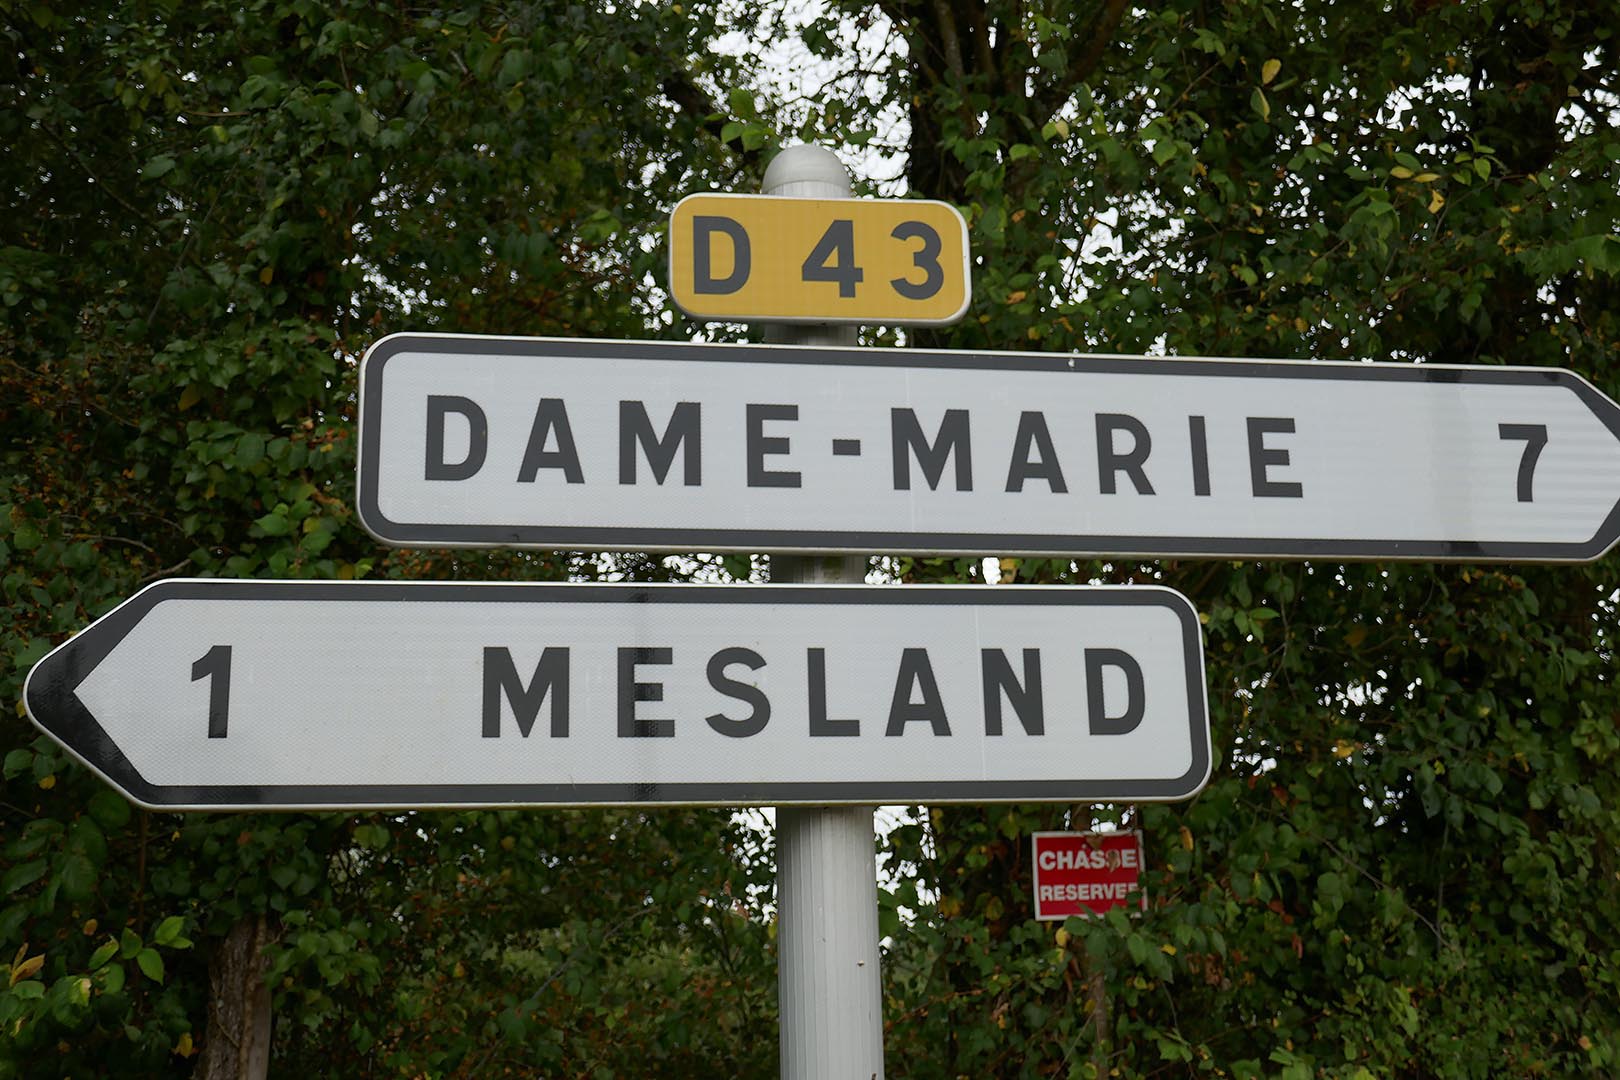 D 43
DAME-MARIE 7
1 MESLAND
CHASSE
RESERVEE